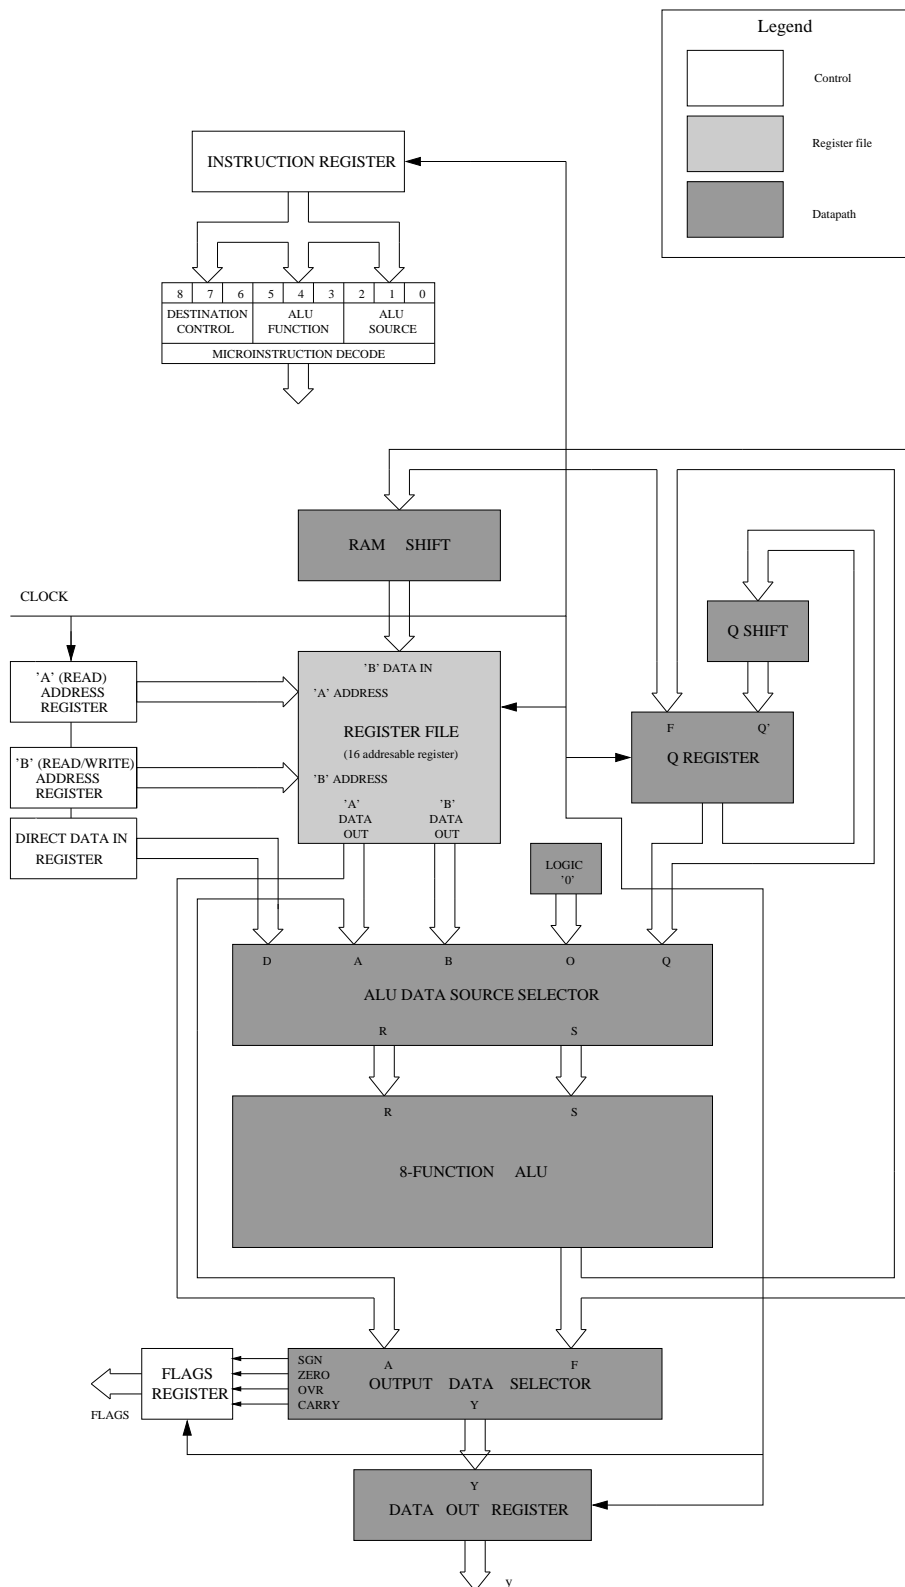 Legend
Control
Register file
Datapath
INSTRUCTION REGISTER
8 7 6 5 4 3 2 1 0
DESTINATION
CONTROL
ALU
FUNCTION
ALU
SOURCE
MICROINSTRUCTION DECODE
RAM SHIFT
CLOCK
Q SHIFT
'A' (READ)
ADDRESS
REGISTER
'B' DATA IN
'A' ADDRESS
REGISTER FILE
(16 addresable register)
'B' ADDRESS
'A'
DATA
OUT
'B'
DATA
OUT
F Q'
Q REGISTER
'B' (READ/WRITE)
ADDRESS
REGISTER
DIRECT DATA IN
REGISTER
LOGIC
'0'
D A B O Q
ALU DATA SOURCE SELECTOR
R S
R S
8-FUNCTION ALU
FLAGS
REGISTER
FLAGS
SGN
ZERO
OVR
CARRY
A F
OUTPUT DATA SELECTOR
Y
Y
DATA OUT REGISTER
Y